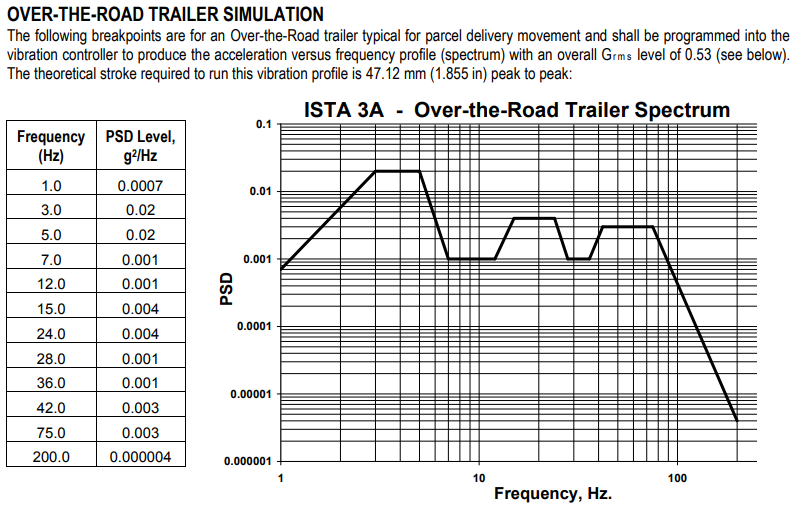 OVER-THE-ROAD TRAILER SIMULATION
The following breakpoints are for an Over-the-Road trailer typical for parcel delivery movement and shall be programmed into the
vibration controller to produce the acceleration versus frequency profile (spectrum) with an overall Grms level of 0.53 (see below).
The theoretical stroke required to run this vibration profile is 47.12 mm (1.855 in) peak to peak:
Frequency (Hz) PSD Level, g²/Hz
1.0 0.0007
3.0 0.02
5.0 0.02
7.0 0.001
12.0 0.001
15.0 0.004
24.0 0.004
28.0 0.001
36.0 0.001
42.0 0.003
75.0 0.003
200.0 0.000004
ISTA 3A - Over-the-Road Trailer Spectrum
0.1
0.01
0.001
0.0001
0.00001
0.000001
PSD
1 10 100
Frequency, Hz.